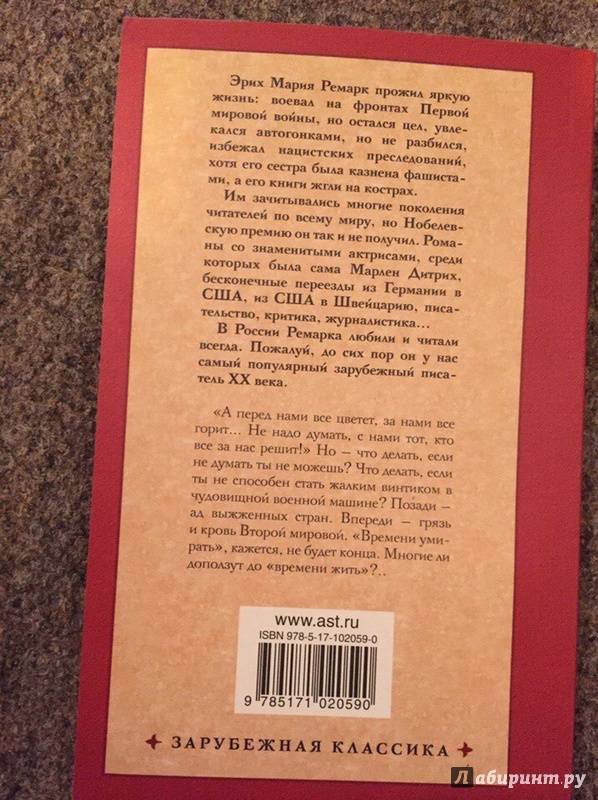 Эрих Мария Ремарк прожил яркую
жизнь: воевал на фронтах Первой
мировой войны, но остался цел, увле-
кался автогонками, но не разбился,
избежал нацистских преследований,
хотя его сестра была казнена фашиста-
ми, а его книги жгли на кострах.
Им зачитывались многие поколения
читателей по всему миру, но Нобелев-
скую премию он так и не получил. Рома-
ны со знаменитыми актрисами, среди
которых была сама Марлен Дитрих,
бесконечные переезды из Германии в
США, из США в Швейцарию, писа-
тельство, критика, журналистика...
В России Ремарка любили и читали
всегда. Пожалуй, до сих пор он у нас
самый популярный зарубежный писа-
тель XX века.
«А перед нами все цветет, за нами все
горит... Не надо думать, с нами тот, кто
все за нас решит!» Но – что делать, если
не думать ты не можешь? Что делать, если
ты не способен стать жалким винтиком в
чудовищной военной машине? Позади –
ад выжженных стран. Впереди – грязь
и кровь Второй мировой. «Времени уми-
рать», кажется, не будет конца. Многие ли
доползут до «времени жить»?..
www.ast.ru
ISBN 978-5-17-102059-0
9 785171 020590
ЗАРУБЕЖНАЯ КЛАССИКА
Лабиринт.ру